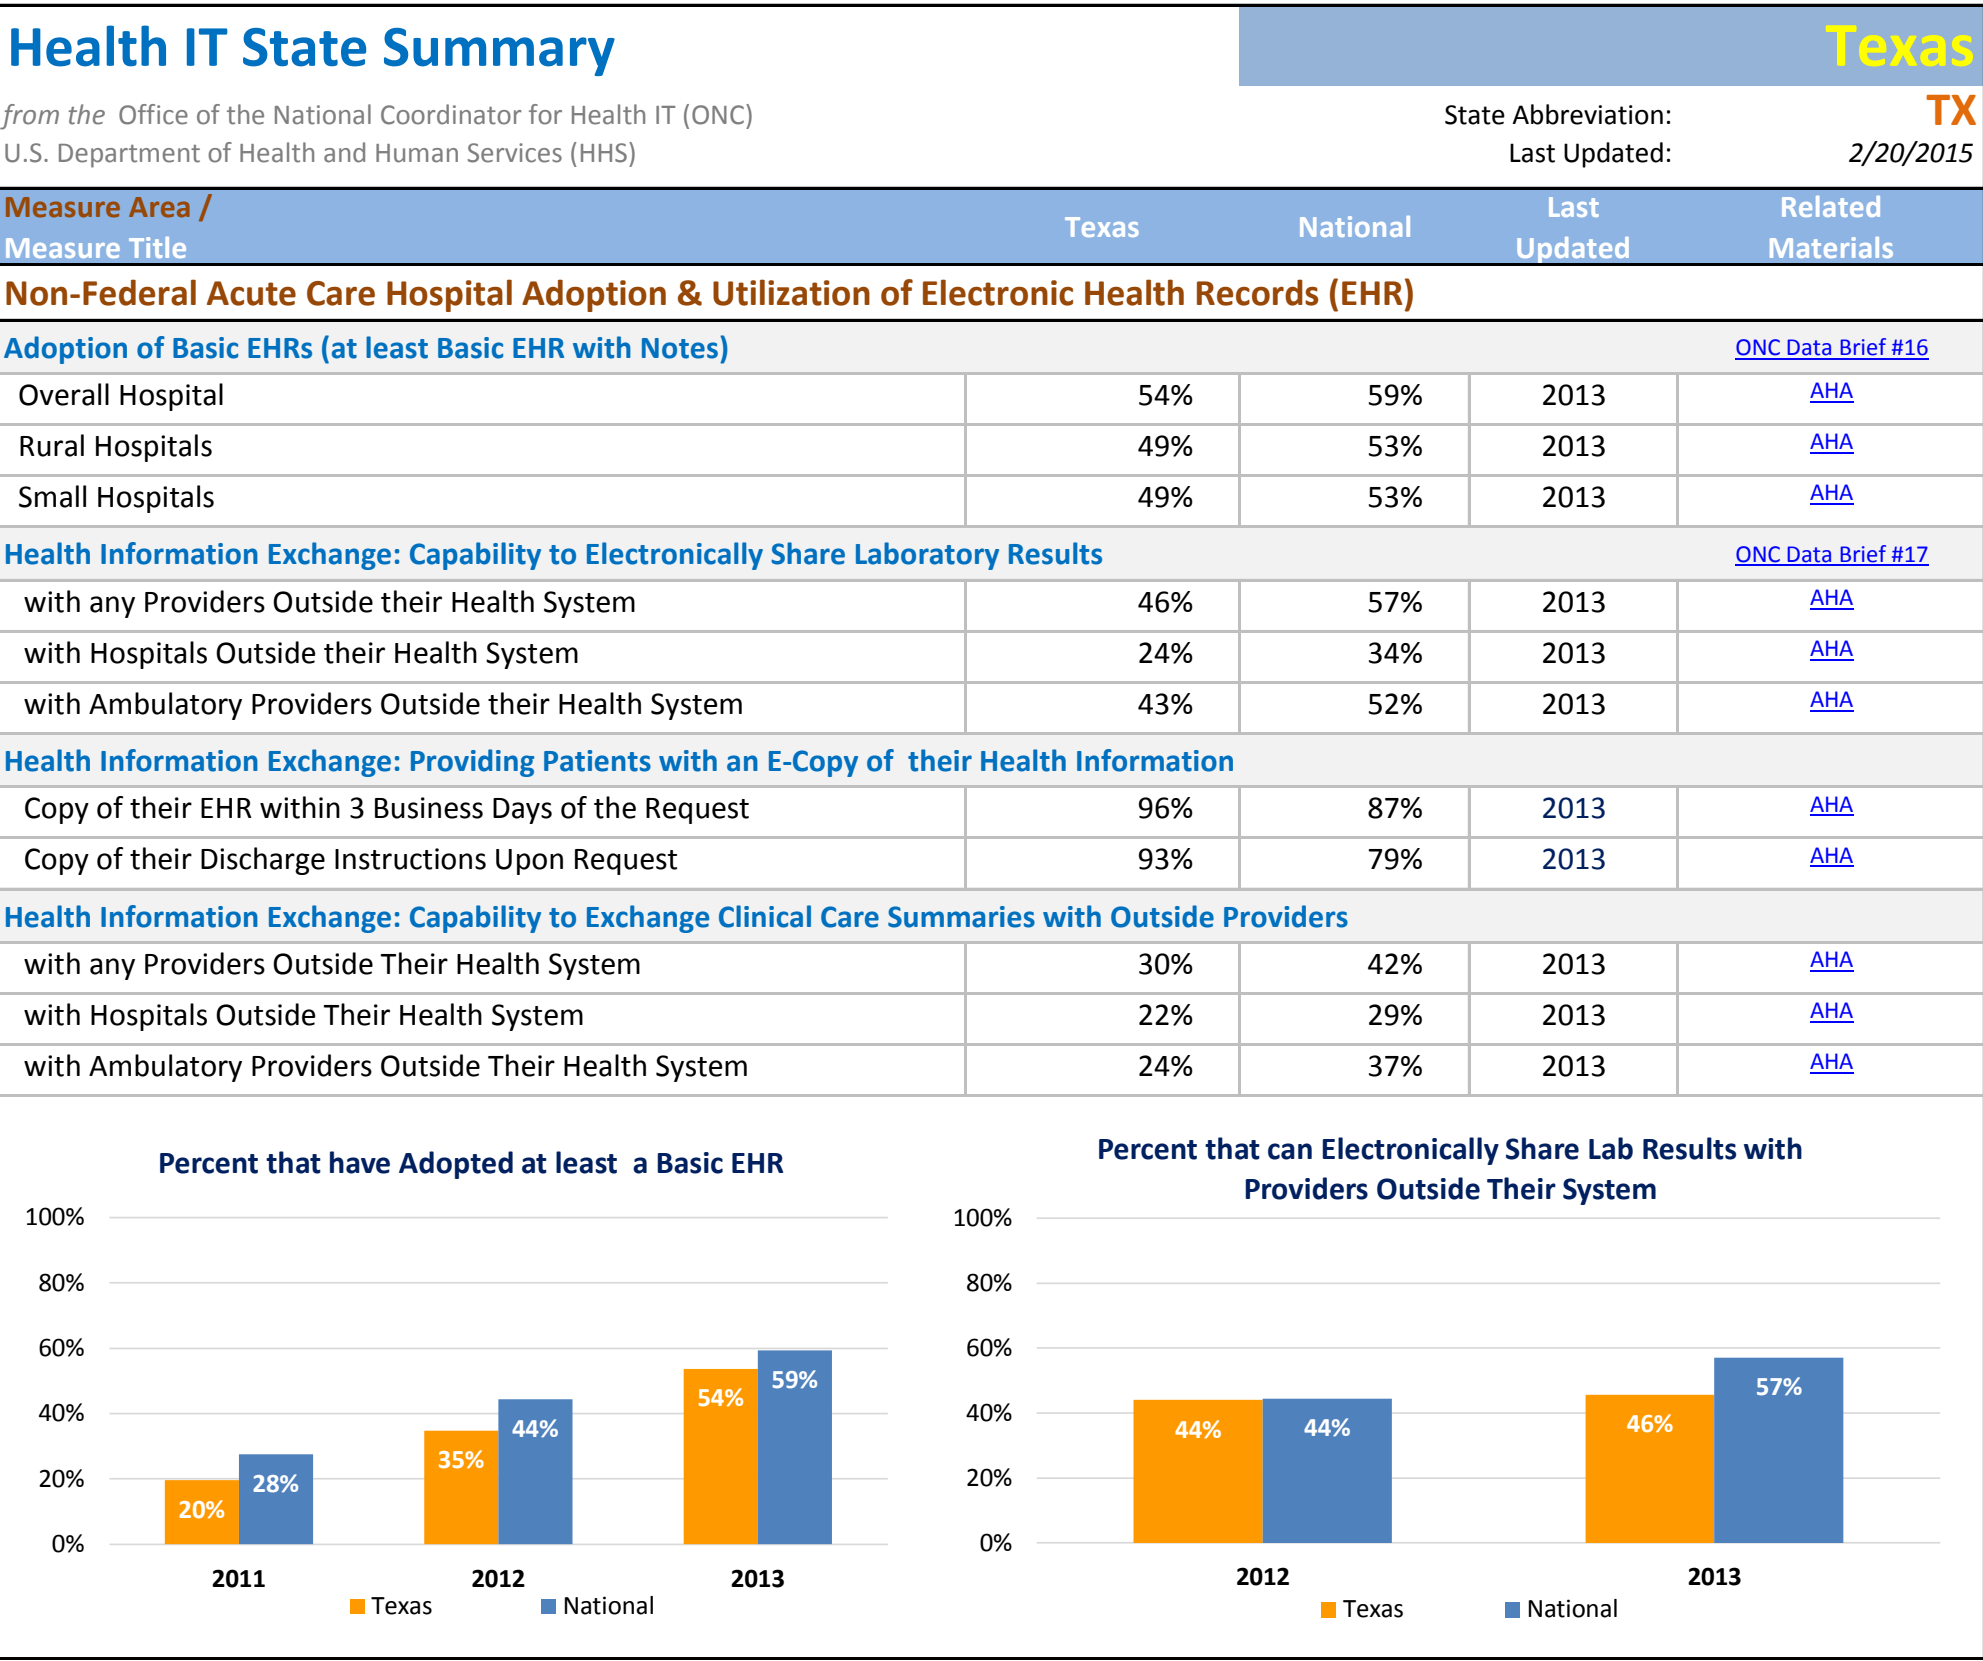 Health IT State Summary
Texas
from the Office of the National Coordinator for Health IT (ONC)
State Abbreviation: TX
U.S. Department of Health and Human Services (HHS)
Last Updated: 2/20/2015
Measure Area /
Measure Title
Texas
National
Last
Updated
Related
Materials
Non-Federal Acute Care Hospital Adoption & Utilization of Electronic Health Records (EHR)
Adoption of Basic EHRs (at least Basic EHR with Notes) ONC Data Brief #16
Overall Hospital 54% 59% 2013 AHA
Rural Hospitals 49% 53% 2013 AHA
Small Hospitals 49% 53% 2013 AHA
Health Information Exchange: Capability to Electronically Share Laboratory Results ONC Data Brief #17
with any Providers Outside their Health System 46% 57% 2013 AHA
with Hospitals Outside their Health System 24% 34% 2013 AHA
with Ambulatory Providers Outside their Health System 43% 52% 2013 AHA
Health Information Exchange: Providing Patients with an E-Copy of their Health Information
Copy of their EHR within 3 Business Days of the Request 96% 87% 2013 AHA
Copy of their Discharge Instructions Upon Request 93% 79% 2013 AHA
Health Information Exchange: Capability to Exchange Clinical Care Summaries with Outside Providers
with any Providers Outside Their Health System 30% 42% 2013 AHA
with Hospitals Outside Their Health System 22% 29% 2013 AHA
with Ambulatory Providers Outside Their Health System 24% 37% 2013 AHA
Percent that have Adopted at least a Basic EHR
100%
80%
60%
40%
20%
0%
20% 28%
35% 44%
54% 59%
2011 2012 2013
Texas National
Percent that can Electronically Share Lab Results with
Providers Outside Their System
100%
80%
60%
40%
20%
0%
44% 44%
46% 57%
2012 2013
Texas National